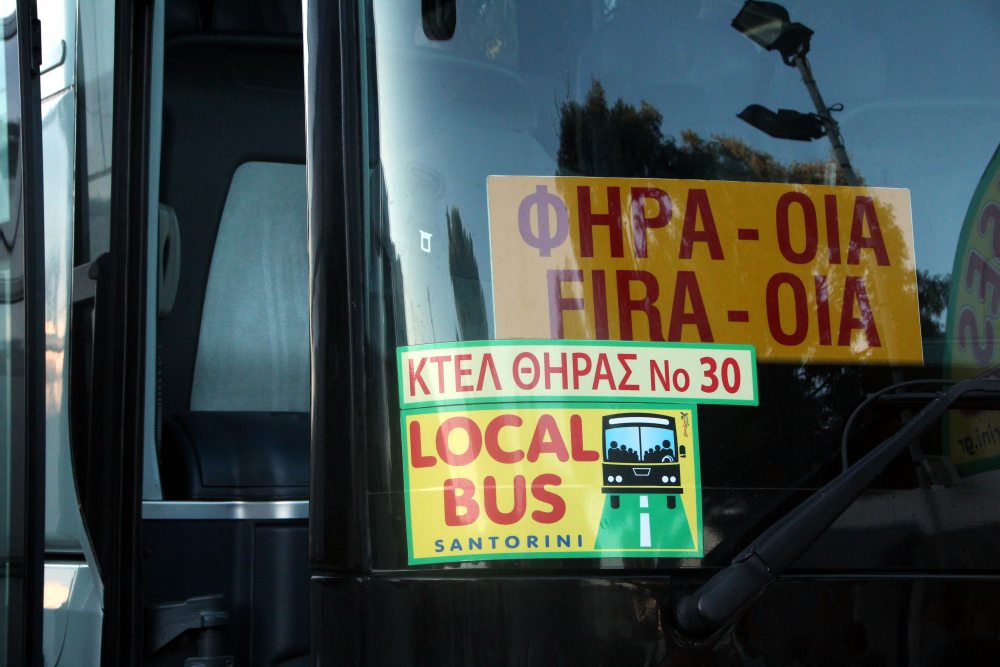 ΦΗΡΑ - ΟΙΑ
FIRA - OIA
ΚΤΕΛ ΘΗΡΑΣ Νο 30
LOCAL
BUS
SANTORINI